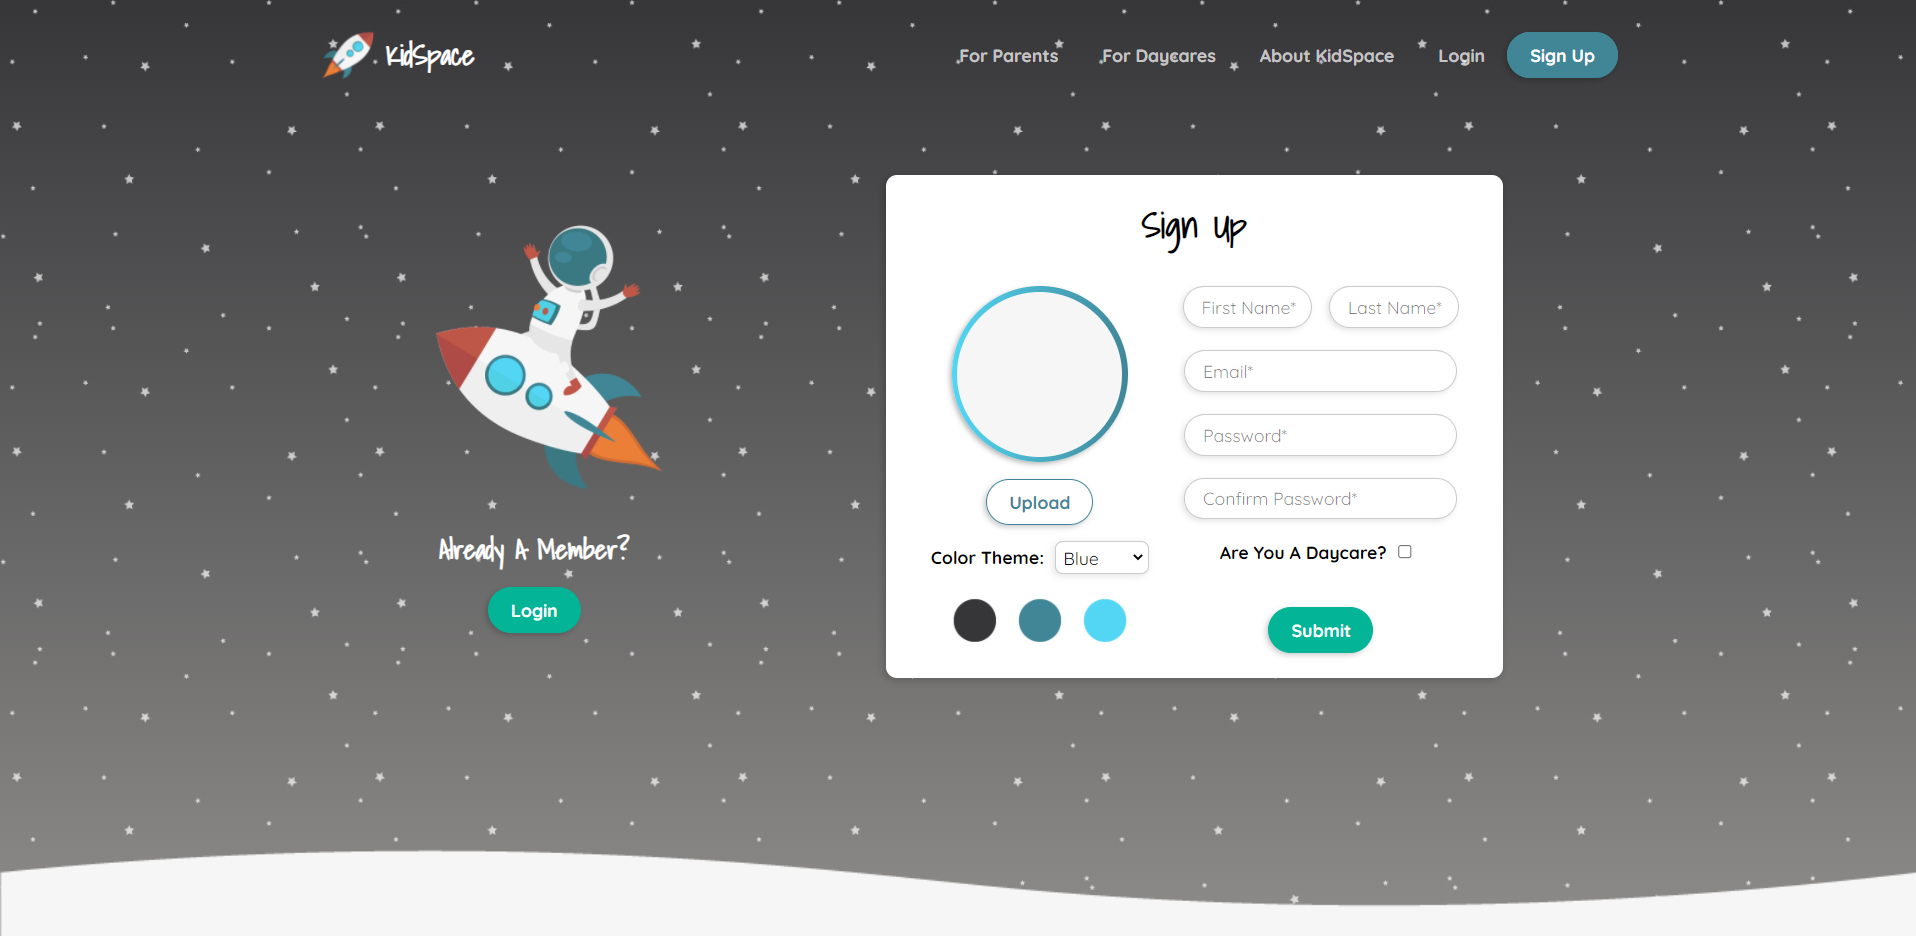 KidSpace
For Parents
For Daycares
About KidSpace
Login
Sign Up
Already A Member?
Login
Sign Up
First Name*
Last Name*
Email*
Password*
Confirm Password*
Upload
Color Theme: Blue
Are You A Daycare?
Submit